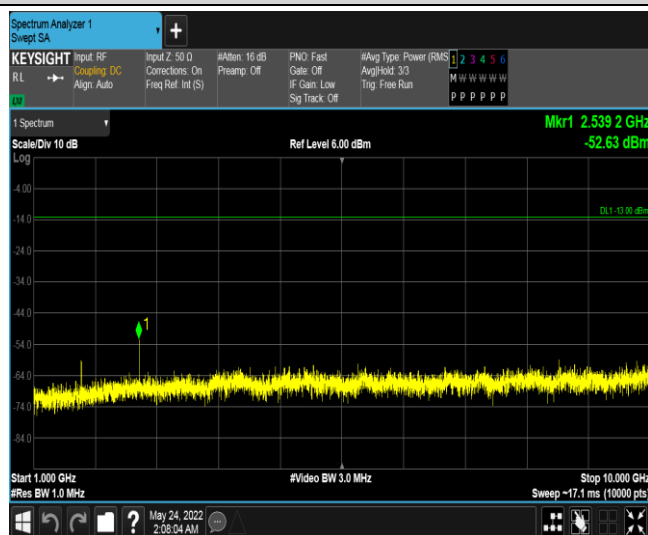 Spectrum Analyzer 1
Swept SA
+
KEYSIGHT
RL
Input: RF
Coupling: DC
Align: Auto
Input Z: 50 Ω
Corrections: On
Freq Ref: Int (S)
#Atten: 16 dB
Preamp: Off
PNO: Fast
Gate: Off
IF Gain: Low
Sig Track: Off
#Avg Type: Power (RMS
Avg|Hold: 3/3
Trig: Free Run
1 2 3 4 5 6
M W W W W W
P P P P P P
1 Spectrum
Mkr1 2.539 2 GHz
Scale/Div 10 dB
Ref Level 6.00 dBm
-52.63 dBm
Log
-4.00
DL1 -13.00 dBm
-14.0
-24.0
-34.0
-44.0
1
-54.0
-64.0
-74.0
-84.0
Start 1.000 GHz
#Video BW 3.0 MHz
Stop 10.000 GHz
#Res BW 1.0 MHz
Sweep ~17.1 ms (10000 pts)
?
May 24, 2022
2:08:04 AM